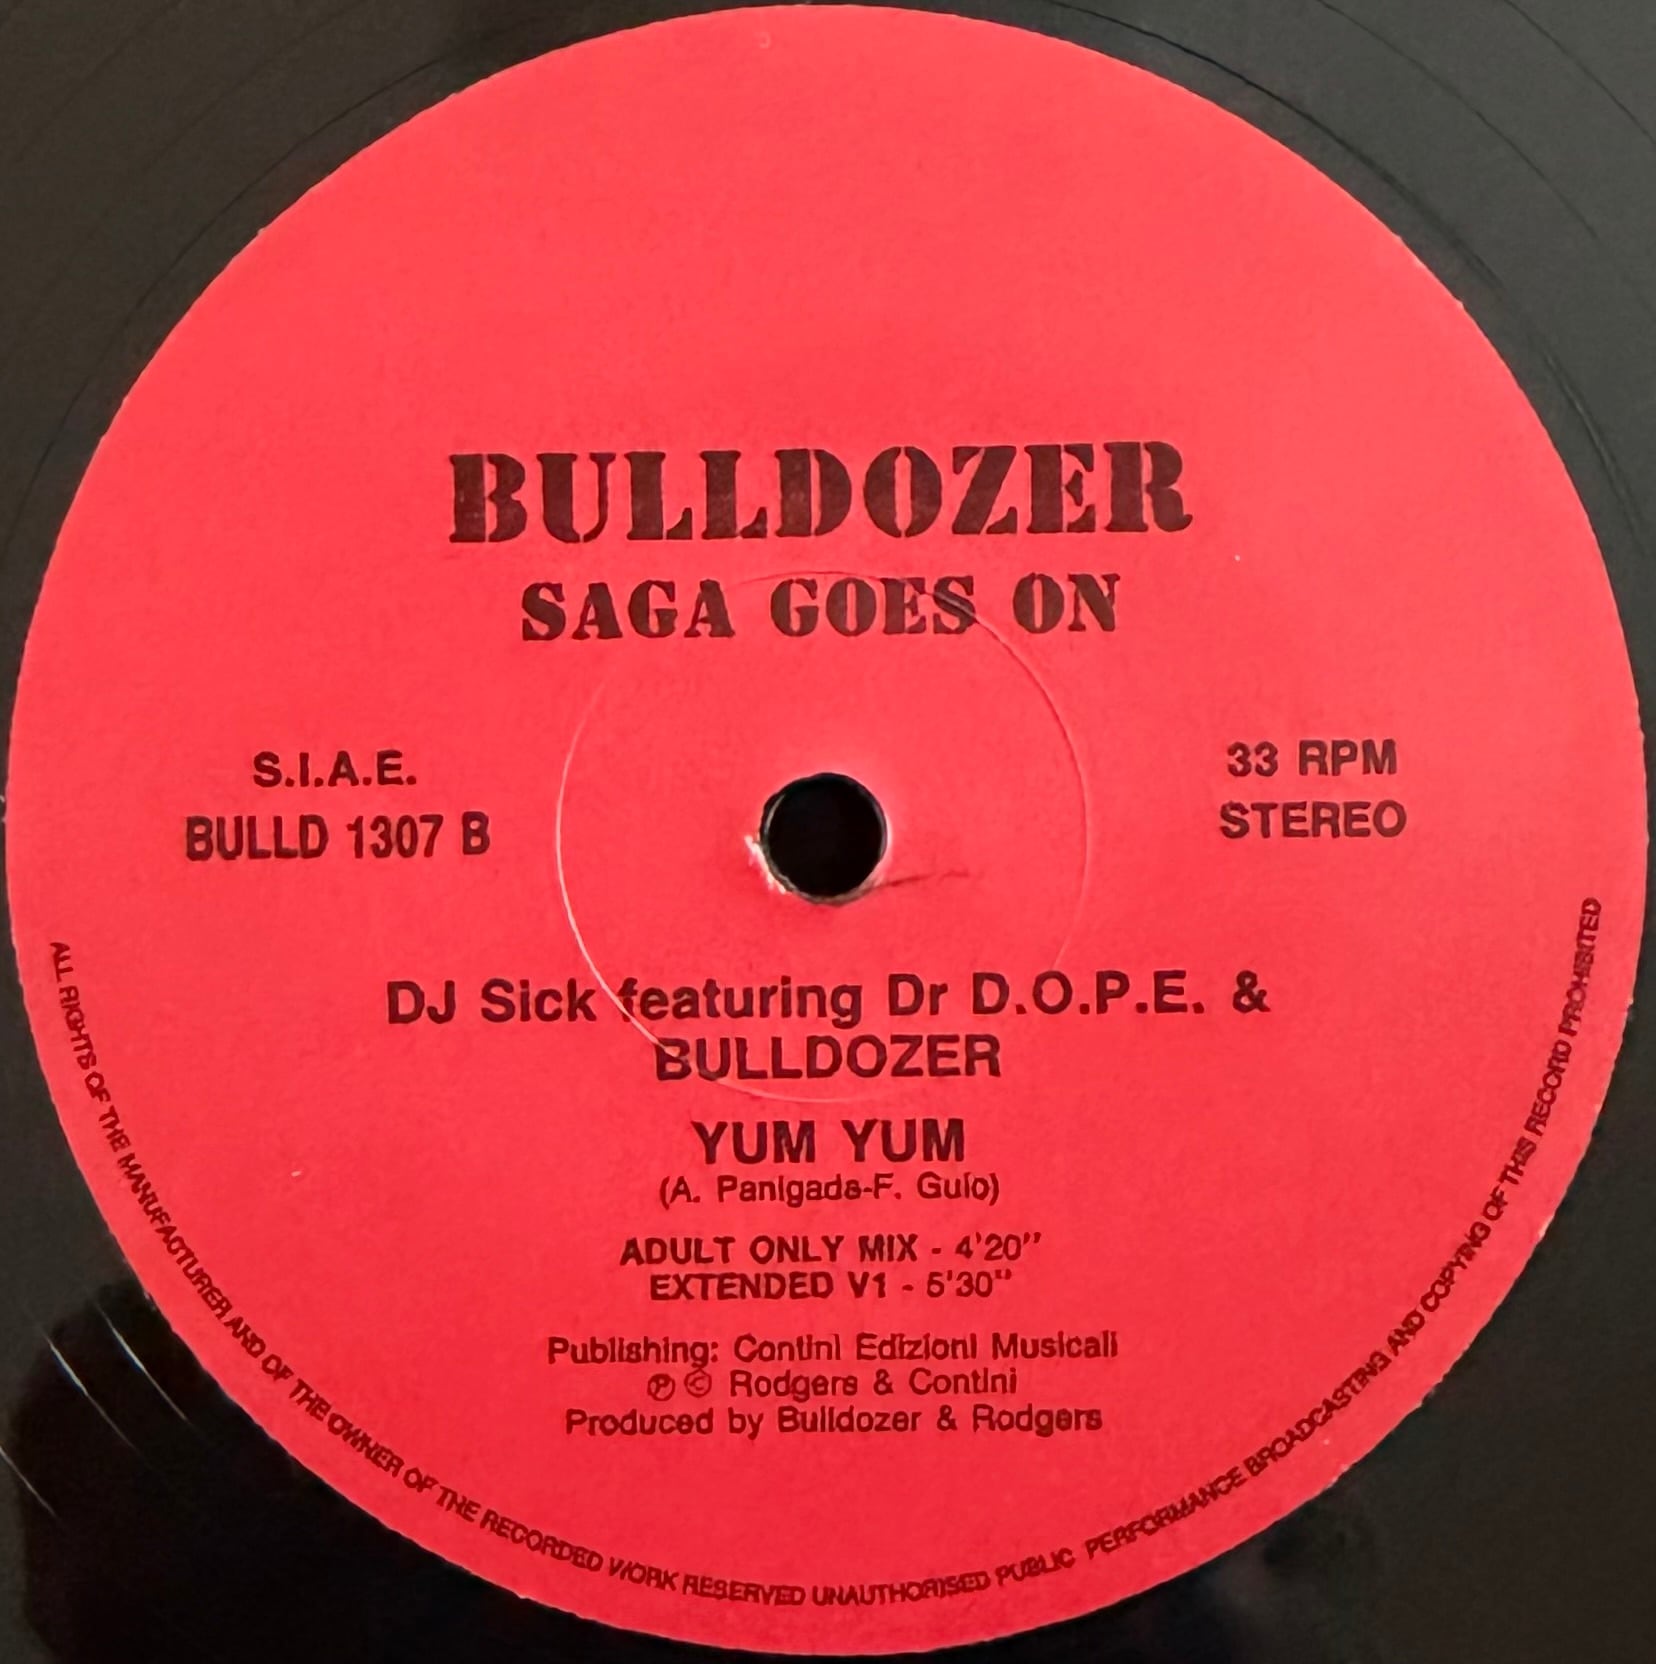 BULLDOZER
SAGA GOES ON
S.I.A.E.
BULLD 1307 B
33 RPM
STEREO
DJ Sick featuring Dr D.O.P.E. &
BULLDOZER
YUM YUM
(A. Panigada-F. Gulo)
ADULT ONLY MIX - 4'20"
EXTENDED V1 - 5'30"
Publishing: Contini Edizioni Musicali
℗ © Rodgers & Contini
Produced by Bulldozer & Rodgers
ALL RIGHTS OF THE MANUFACTURER AND OF THE OWNER OF THE RECORDED WORK RESERVED UNAUTHORISED PUBLIC PERFORMANCE BROADCASTING AND COPYING OF THIS RECORD PROHIBITED